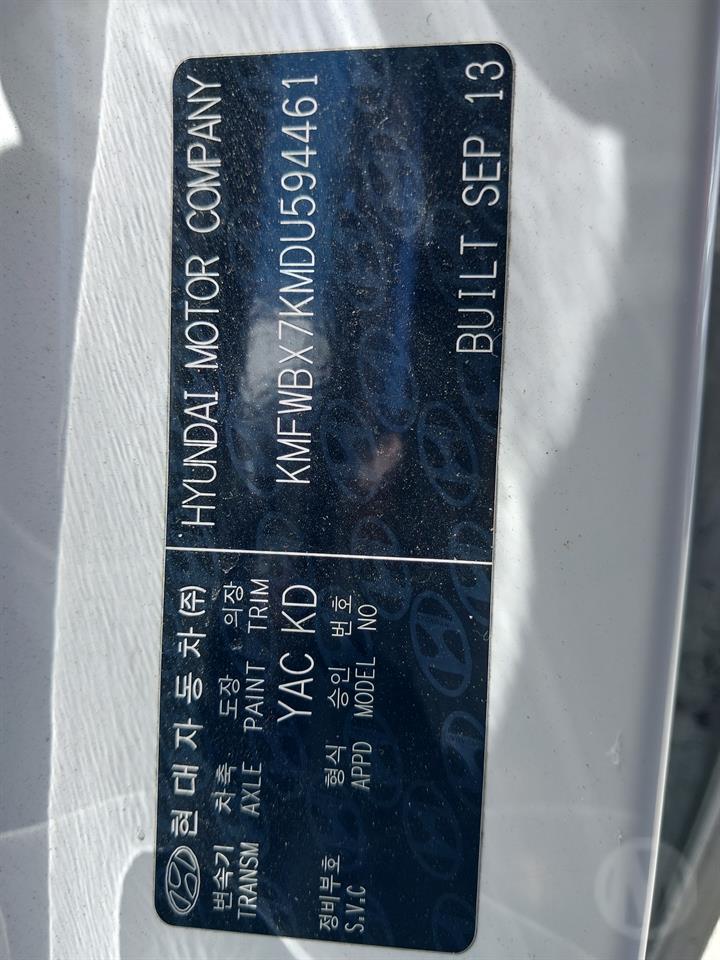 현대자동차(주) HYUNDAI MOTOR COMPANY
변속기 차축 도장 의장
TRANSM AXLE PAINT TRIM
YAC KD KMFWBX7KMDU594461
정비부호 형식 승인 번호
S.V.C APPD MODEL NO
BUILT SEP 13